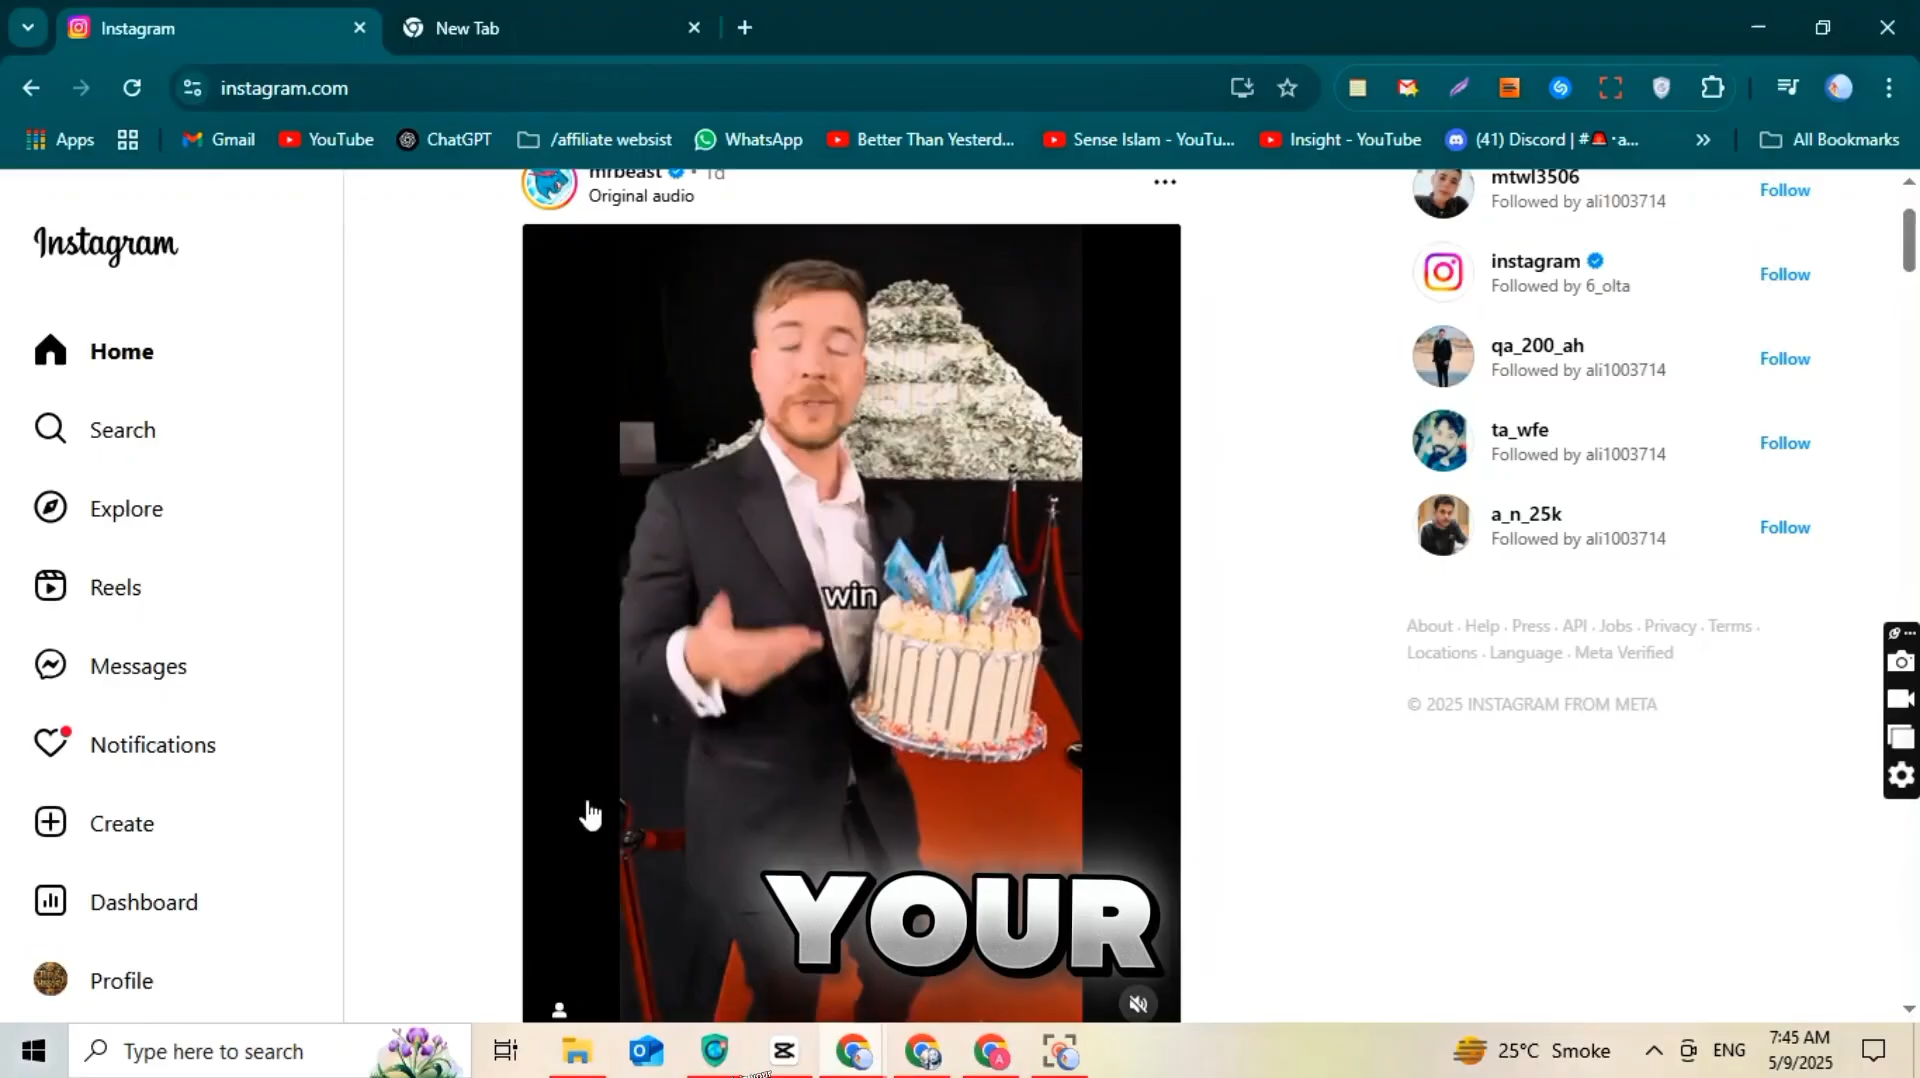 Instagram
New Tab
instagram.com
Apps
Gmail
YouTube
ChatGPT
/affiliate websist
WhatsApp
Better Than Yesterd...
Sense Islam - YouTu...
Insight - YouTube
(41) Discord | #🚨・a...
All Bookmarks
Instagram
Home
Search
Explore
Reels
Messages
Notifications
Create
Dashboard
Profile
mrbeast • 1d
Original audio
win
YOUR
mtwl3506
Followed by ali1003714
Follow
instagram
Followed by 6_olta
Follow
qa_200_ah
Followed by ali1003714
Follow
ta_wfe
Followed by ali1003714
Follow
a_n_25k
Followed by ali1003714
Follow
About · Help · Press · API · Jobs · Privacy · Terms ·
Locations · Language · Meta Verified
© 2025 INSTAGRAM FROM META
Type here to search
25°C Smoke
ENG
7:45 AM
5/9/2025